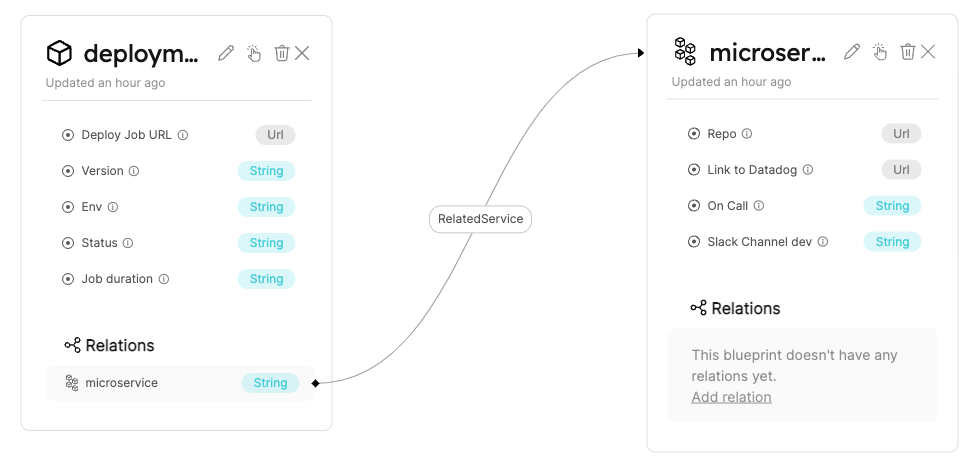 deploym...
Updated an hour ago
Deploy Job URL
Url
Version
String
Env
String
Status
String
Job duration
String
Relations
microservice
String
RelatedService
microser...
Updated an hour ago
Repo
Url
Link to Datadog
Url
On Call
String
Slack Channel dev
String
Relations
This blueprint doesn't have any
relations yet.
Add relation